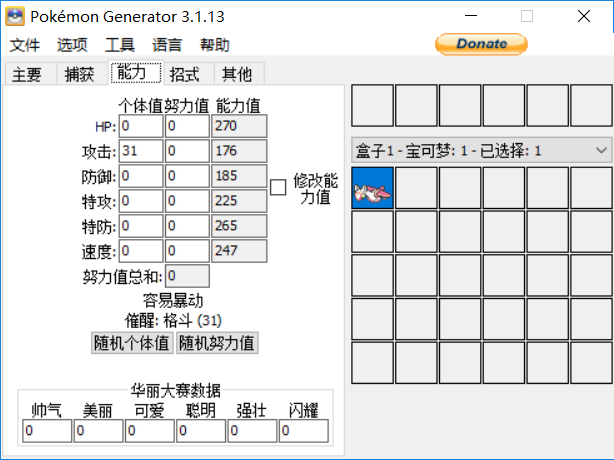 Pokémon Generator 3.1.13
文件 选项 工具 语言 帮助
Donate
主要 捕获 能力 招式 其他
个体值 努力值 能力值
HP: 0 0 270
攻击: 31 0 176
防御: 0 0 185
特攻: 0 0 225
特防: 0 0 265
速度: 0 0 247
修改能
力值
努力值总和: 0
容易暴动
催醒: 格斗 (31)
随机个体值 随机努力值
华丽大赛数据
帅气 美丽 可爱 聪明 强壮 闪耀
0 0 0 0 0 0
盒子1 - 宝可梦: 1 - 已选择: 1